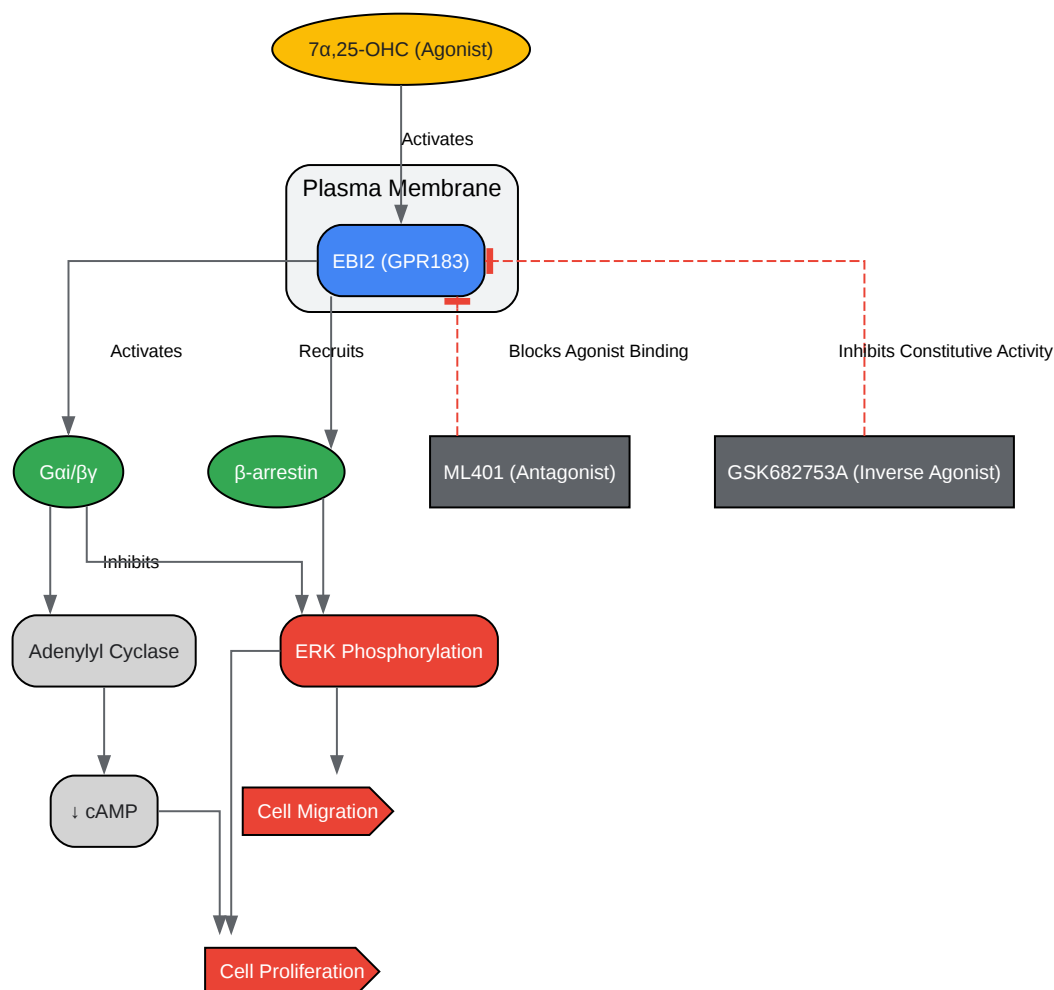 7α,25-OHC (Agonist)
Activates
Plasma Membrane
EBI2 (GPR183)
Activates
Recruits
Blocks Agonist Binding
Inhibits Constitutive Activity
Gαi/βγ
β-arrestin
ML401 (Antagonist)
GSK682753A (Inverse Agonist)
Inhibits
Adenylyl Cyclase
ERK Phosphorylation
↓ cAMP
Cell Migration
Cell Proliferation